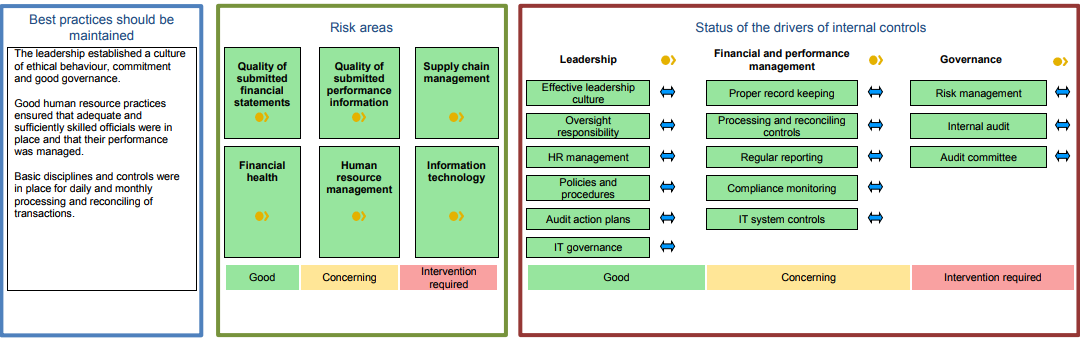 Best practices should be
maintained
The leadership established a culture
of ethical behaviour, commitment
and good governance.
Good human resource practices
ensured that adequate and
sufficiently skilled officials were in
place and that their performance
was managed.
Basic disciplines and controls were
in place for daily and monthly
processing and reconciling of
transactions.
Risk areas
Quality of
submitted
financial
statements
Quality of
submitted
performance
information
Supply chain
management
Financial
health
Human
resource
management
Information
technology
Good
Concerning
Intervention
required
Status of the drivers of internal controls
Leadership
Effective leadership
culture
Oversight
responsibility
HR management
Policies and
procedures
Audit action plans
IT governance
Financial and performance
management
Proper record keeping
Processing and reconciling
controls
Regular reporting
Compliance monitoring
IT system controls
Governance
Risk management
Internal audit
Audit committee
Good
Concerning
Intervention required